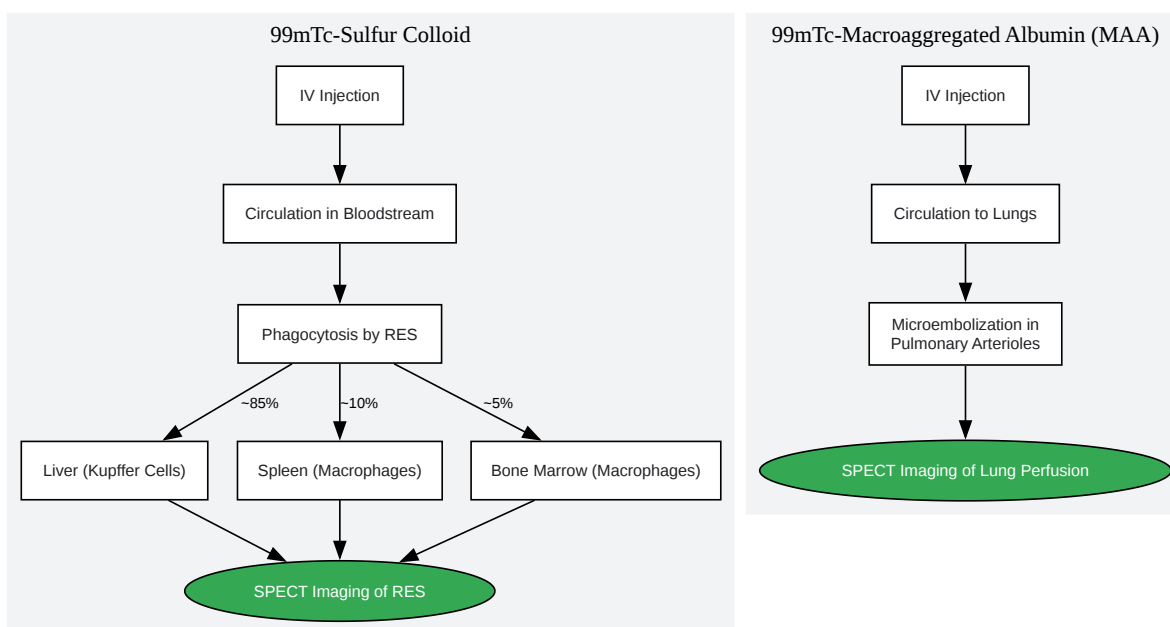 99mTc-Sulfur Colloid
IV Injection
Circulation in Bloodstream
Phagocytosis by RES
~85%
~10%
~5%
Liver (Kupffer Cells)
Spleen (Macrophages)
Bone Marrow (Macrophages)
SPECT Imaging of RES
99mTc-Macroaggregated Albumin (MAA)
IV Injection
Circulation to Lungs
Microembolization in
Pulmonary Arterioles
SPECT Imaging of Lung Perfusion